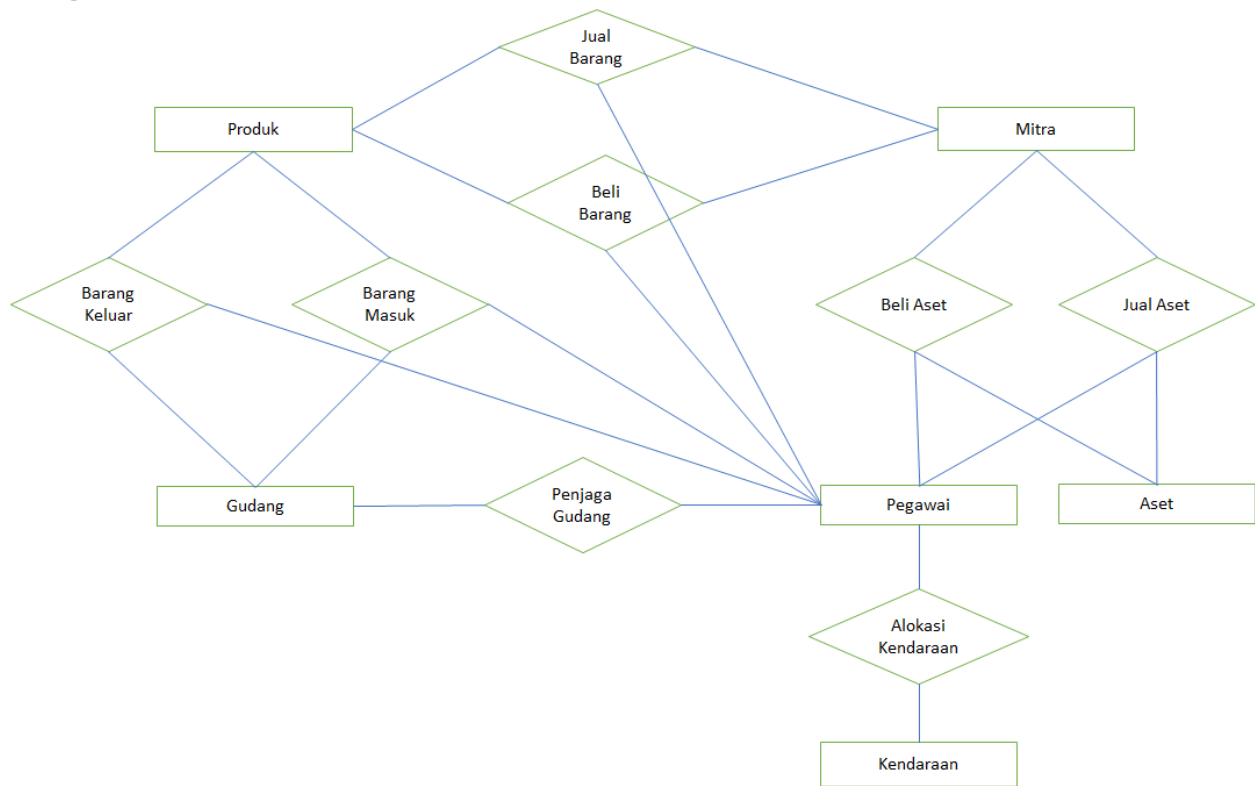 Jual
Barang
Produk
Mitra
Beli
Barang
Barang
Keluar
Barang
Masuk
Beli Aset
Jual Aset
Gudang
Penjaga
Gudang
Pegawai
Aset
Alokasi
Kendaraan
Kendaraan